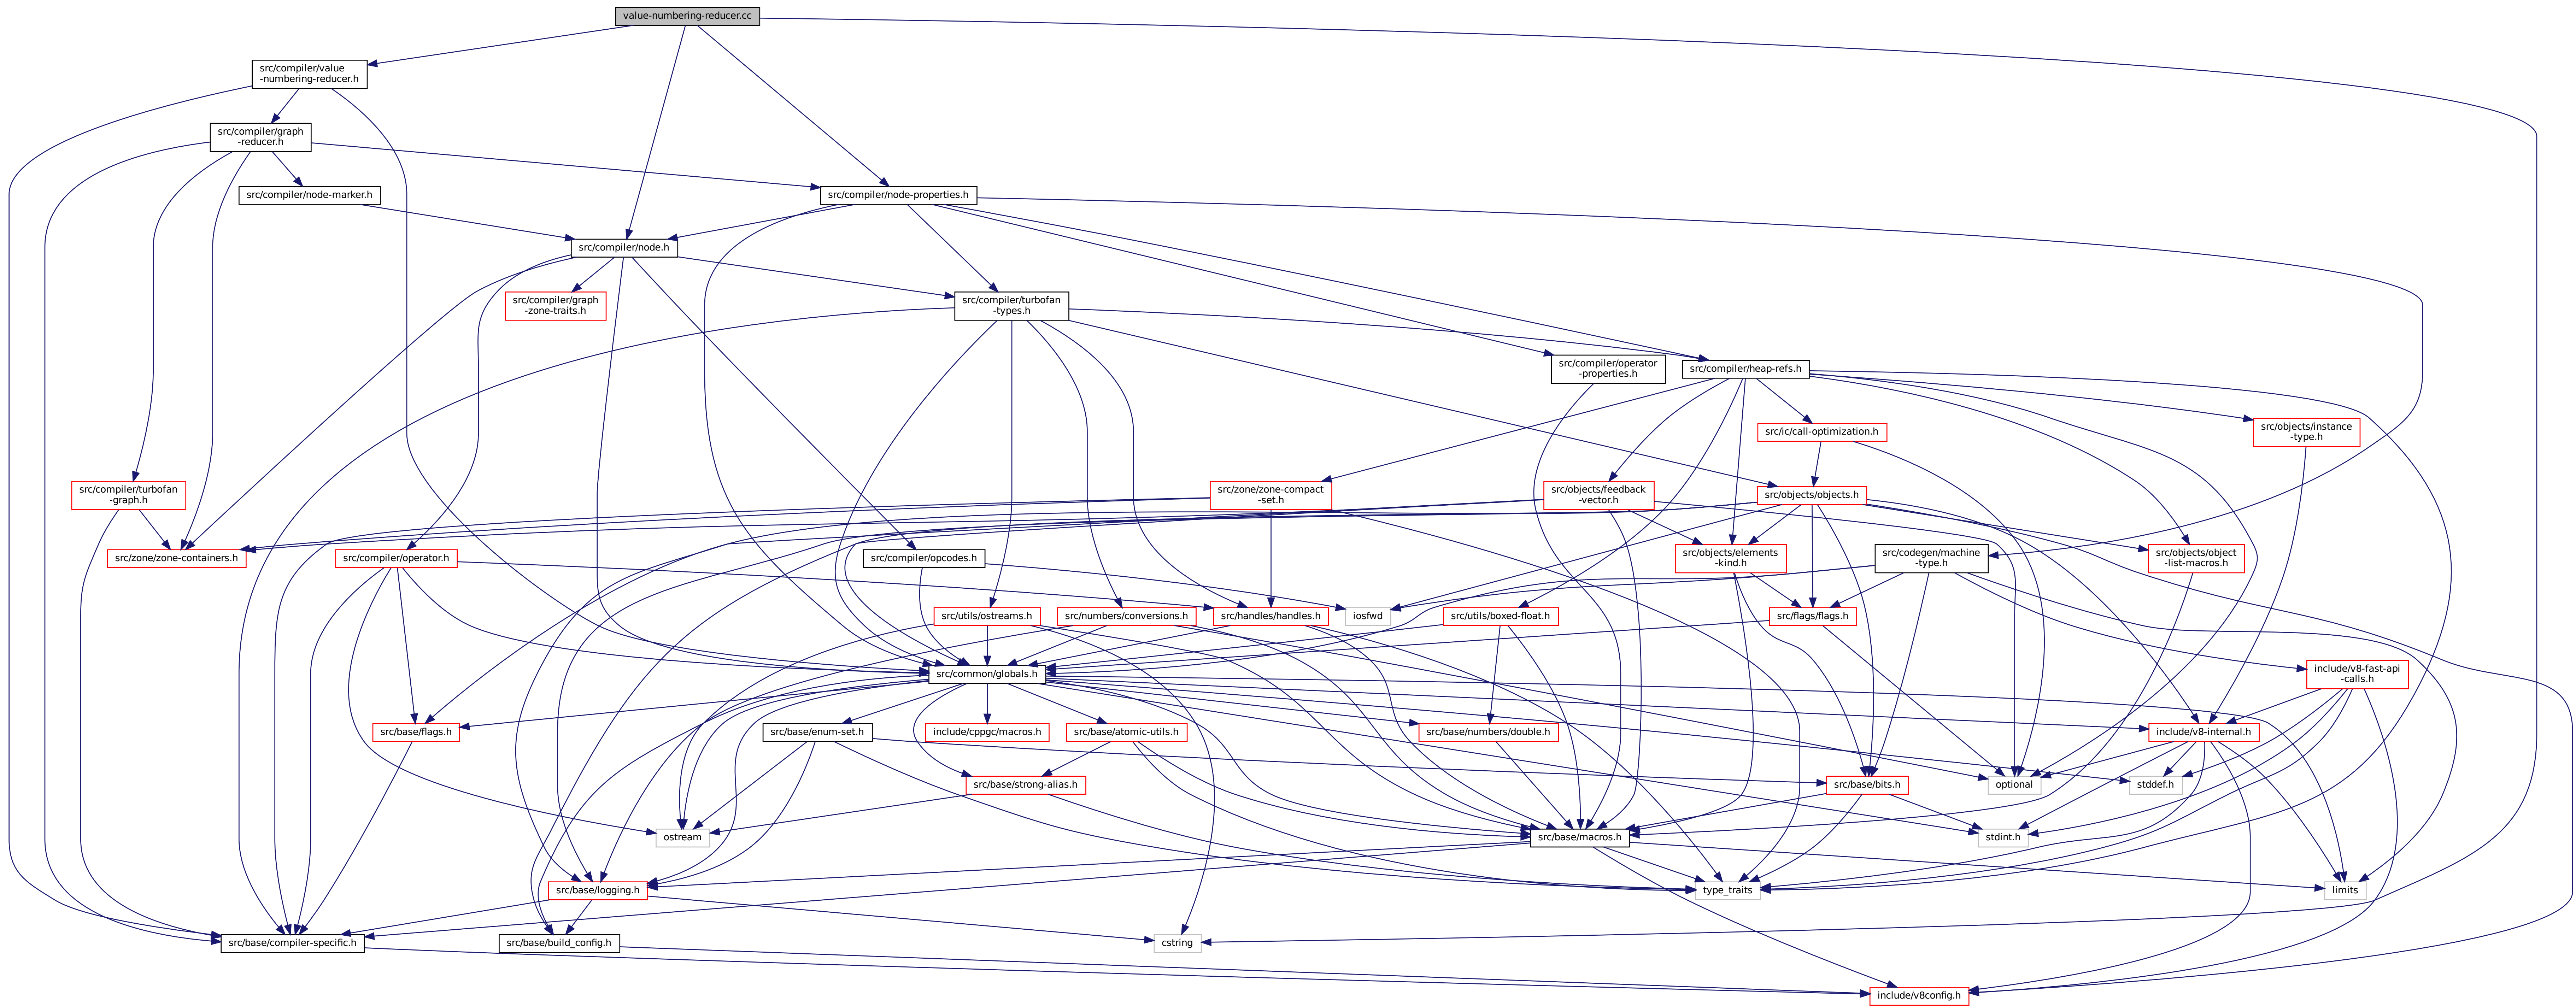 value-numbering-reducer.cc
src/compiler/value
-numbering-reducer.h
src/compiler/graph
-reducer.h
src/compiler/node-marker.h
src/compiler/node-properties.h
src/compiler/node.h
src/compiler/graph
-zone-traits.h
src/compiler/turbofan
-types.h
src/compiler/operator
-properties.h
src/compiler/heap-refs.h
src/ic/call-optimization.h
src/objects/instance
-type.h
src/compiler/turbofan
-graph.h
src/zone/zone-compact
-set.h
src/objects/feedback
-vector.h
src/objects/objects.h
src/zone/zone-containers.h
src/compiler/operator.h
src/compiler/opcodes.h
src/objects/elements
-kind.h
src/codegen/machine
-type.h
src/objects/object
-list-macros.h
src/utils/ostreams.h
src/numbers/conversions.h
src/handles/handles.h
iosfwd
src/utils/boxed-float.h
src/flags/flags.h
src/common/globals.h
include/v8-fast-api
-calls.h
src/base/flags.h
src/base/enum-set.h
include/cppgc/macros.h
src/base/atomic-utils.h
src/base/numbers/double.h
include/v8-internal.h
src/base/strong-alias.h
src/base/bits.h
optional
stddef.h
ostream
src/base/macros.h
stdint.h
src/base/logging.h
type_traits
limits
src/base/compiler-specific.h
src/base/build_config.h
cstring
include/v8config.h